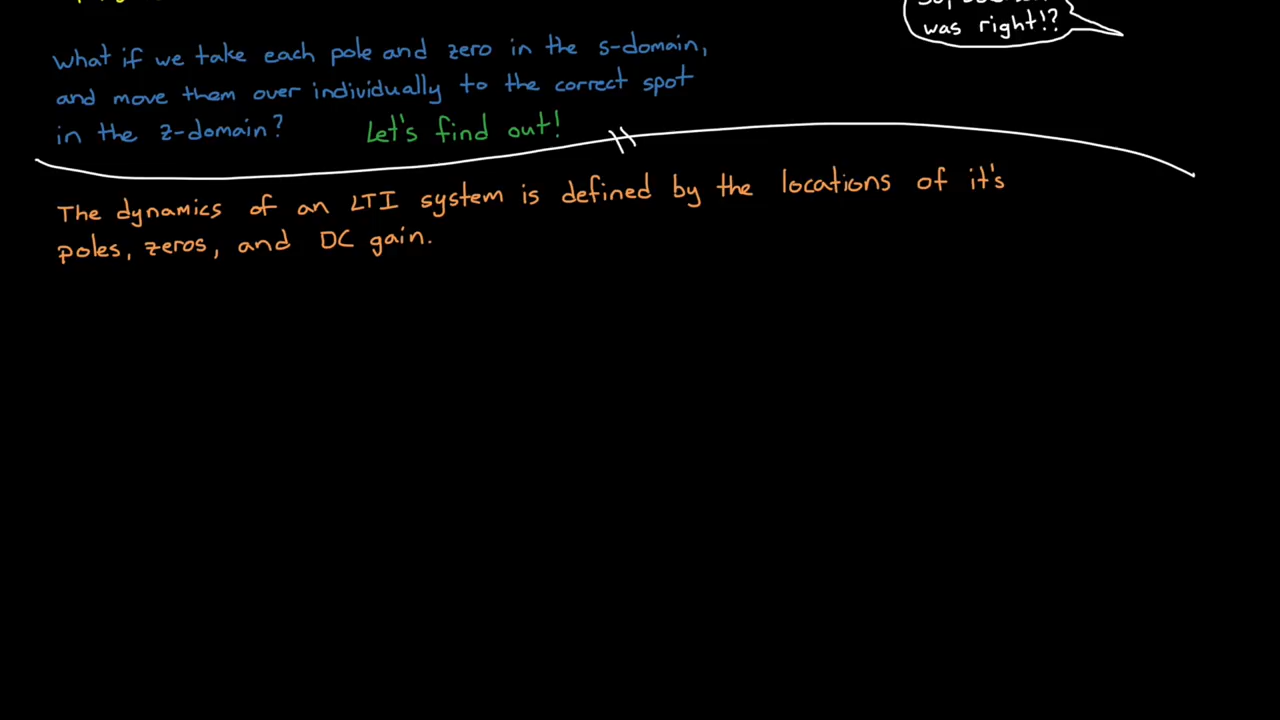 was right!?
what if we take each pole and zero in the s-domain,
and move them over individually to the correct spot
in the z-domain? Let's find out!
The dynamics of an LTI system is defined by the locations of it's
poles, zeros, and DC gain.